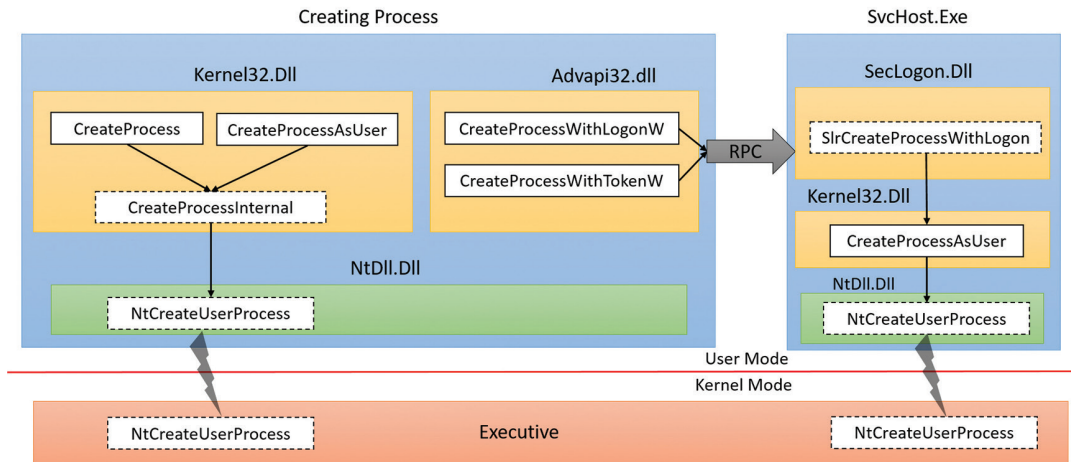 Creating Process
SvcHost.Exe
Kernel32.Dll
Advapi32.dll
SecLogon.Dll
CreateProcess
CreateProcessAsUser
CreateProcessWithLogonW
CreateProcessWithTokenW
RPC
SlrCreateProcessWithLogon
CreateProcessInternal
Kernel32.Dll
CreateProcessAsUser
NtDll.Dll
NtDll.Dll
NtCreateUserProcess
NtCreateUserProcess
User Mode
Kernel Mode
NtCreateUserProcess
Executive
NtCreateUserProcess